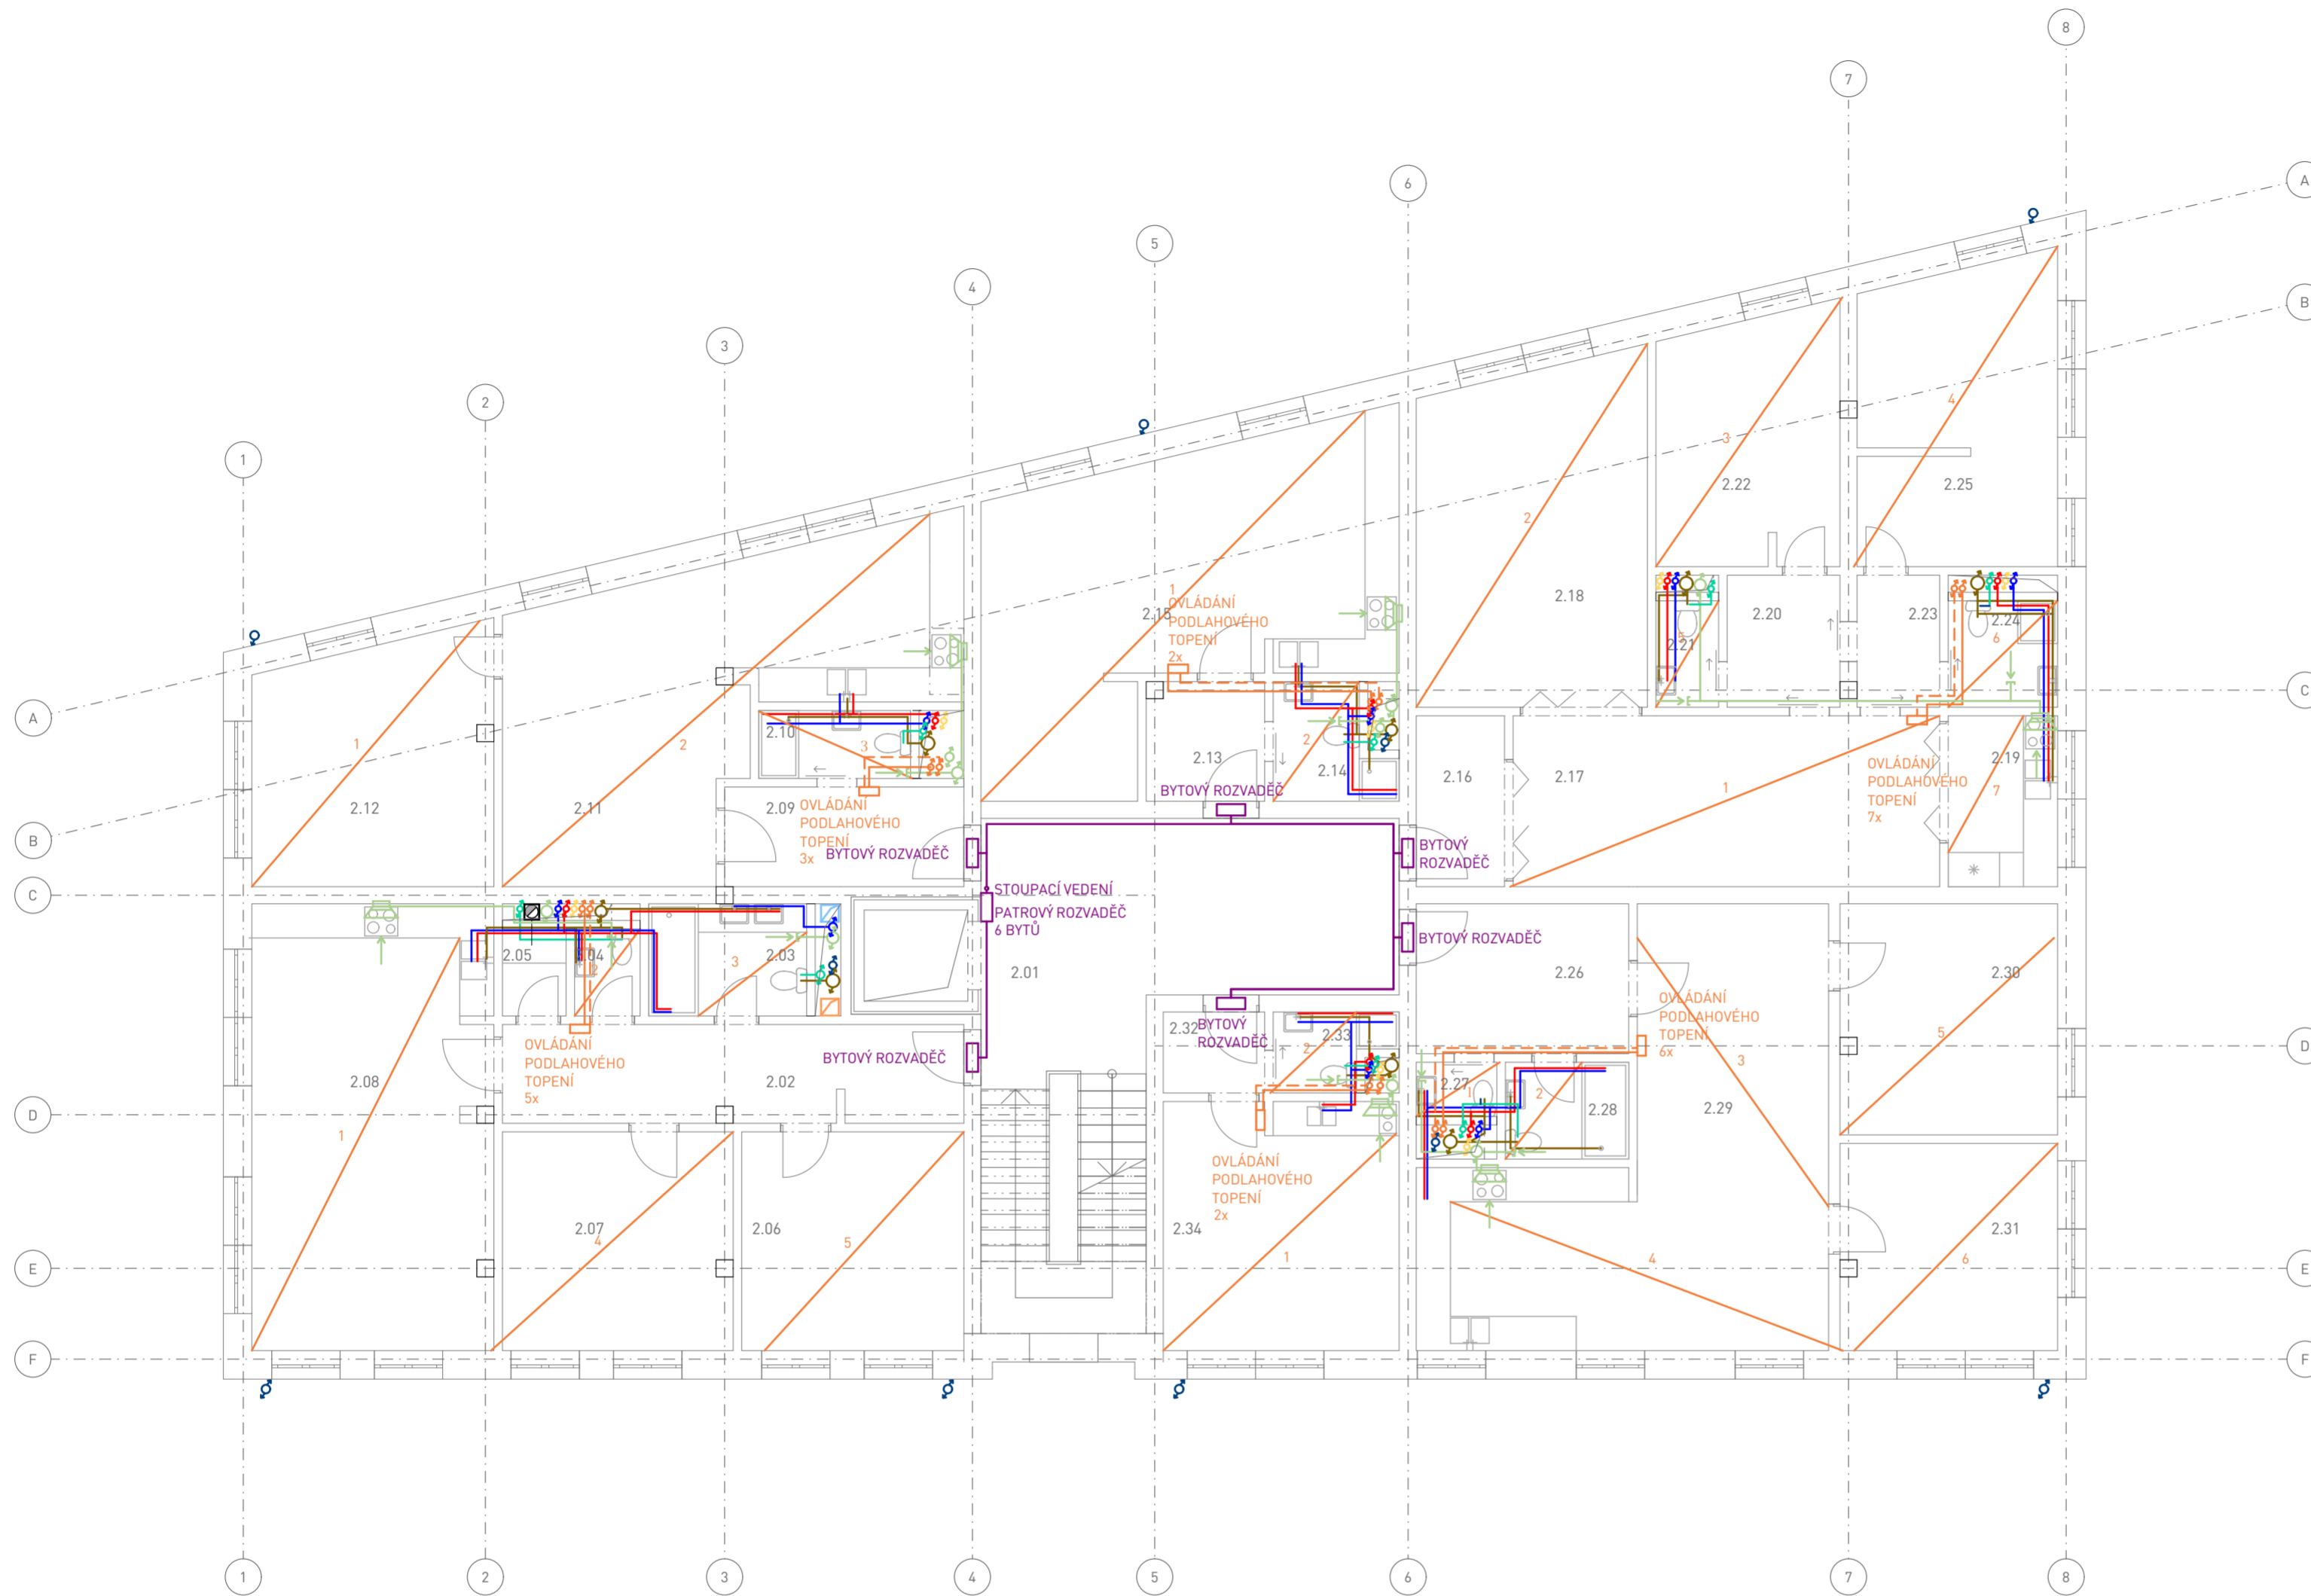 8
7
A
6
5
4
B
3
2
1
4
3
2
2.22
2.25
1
OVLÁDÁNÍ
PODLAHOVÉHO
TOPENÍ
2x
2.15
2.18
2.20
2.23
2.24
6
5
2.21
C
A
2.10
3
2
2.13
2.14
2
1
2.12
2.11
2.09
OVLÁDÁNÍ
PODLAHOVÉHO
TOPENÍ
3x
BYTOVÝ ROZVADĚČ
BYTOVÝ ROZVADĚČ
2.16
2.17
1
2.19
7
OVLÁDÁNÍ
PODLAHOVÉHO
TOPENÍ
7x
B
BYTOVÝ
ROZVADĚČ
C
STOUPACÍ VEDENÍ
PATROVÝ ROZVADĚČ
6 BYTŮ
BYTOVÝ ROZVADĚČ
2.05
2.04
2
3
2.03
2.01
2.26
2.30
OVLÁDÁNÍ
PODLAHOVÉHO
TOPENÍ
5x
BYTOVÝ ROZVADĚČ
BYTOVÝ
ROZVADĚČ
2.32
2.33
2
OVLÁDÁNÍ
PODLAHOVÉHO
TOPENÍ
6x
3
5
D
2.08
2.02
2.27
1
2
2.28
2.29
D
1
OVLÁDÁNÍ
PODLAHOVÉHO
TOPENÍ
2x
2.07
4
2.06
5
2.34
1
4
2.31
6
E
E
F
F
1
2
3
4
5
6
7
8